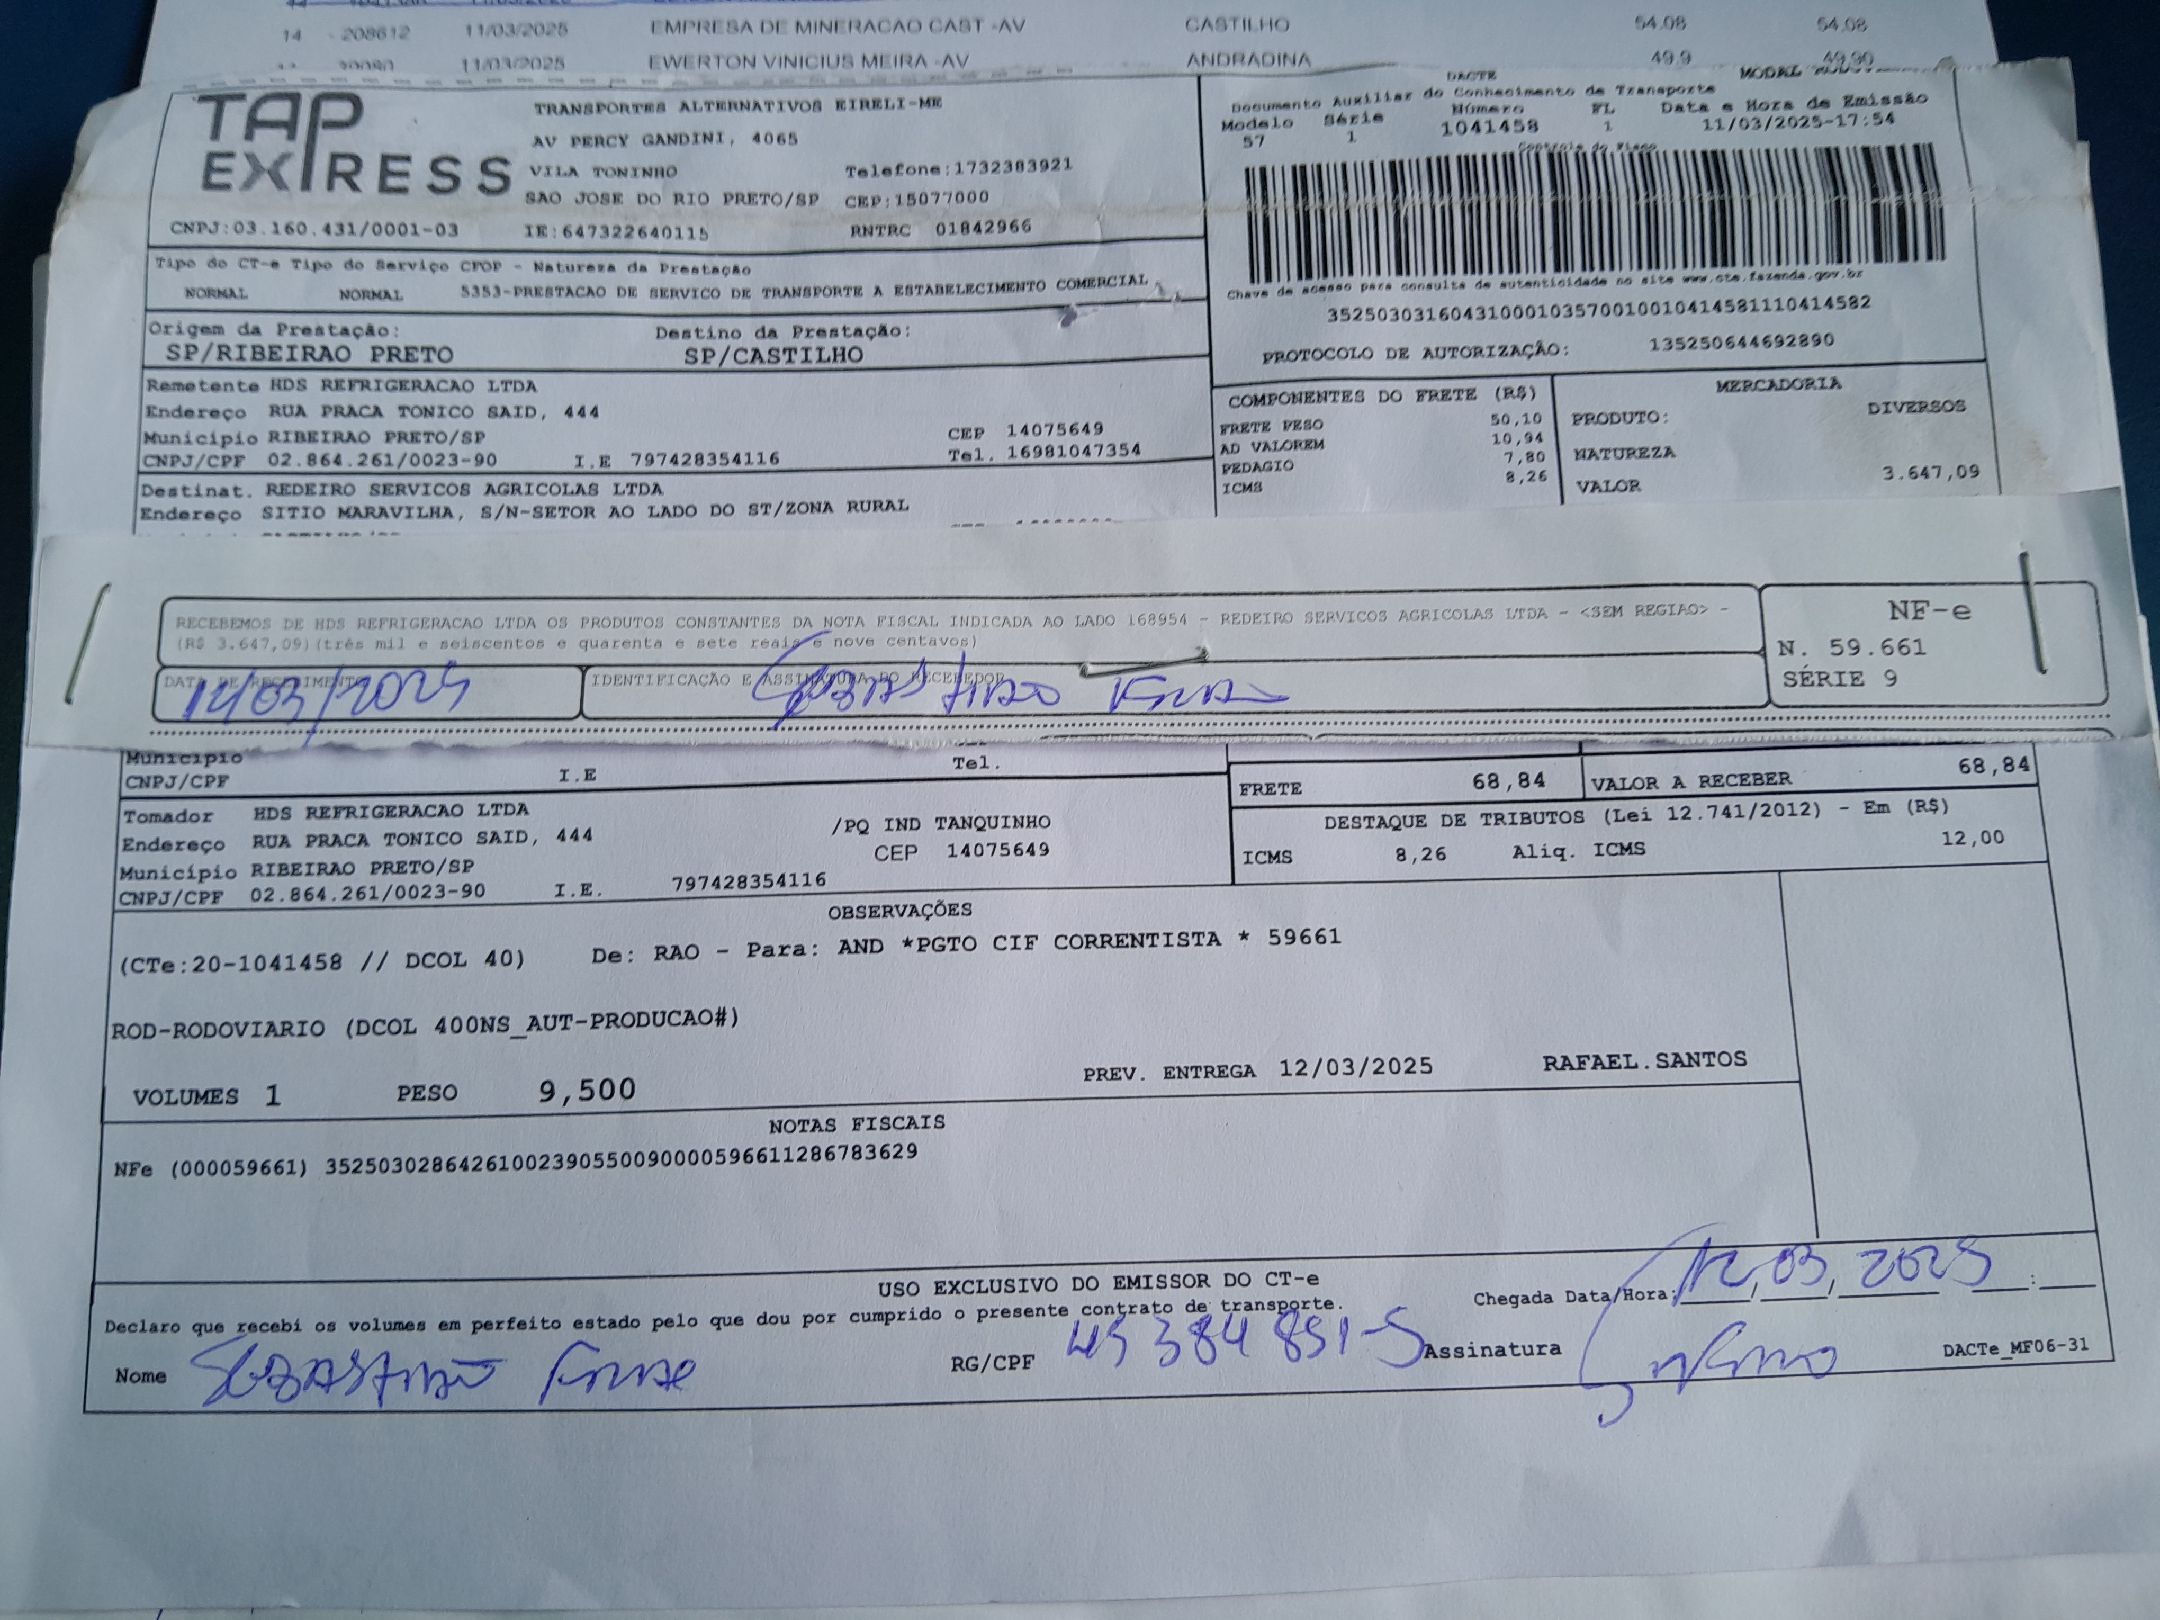 14 - 208612 11/03/2025 EMPRESA DE MINERACAO CAST -AV CASTILHO 54.08 54.08
11/03/2025 EWERTON VINICIUS MEIRA -AV ANDRADINA 49.9 49.90
TAP EXPRESS
TRANSPORTES ALTERNATIVOS EIRELI-ME
AV PERCY GANDINI, 4065
VILA TONINHO Telefone:1732383921
SAO JOSE DO RIO PRETO/SP CEP:15077000
CNPJ:03.160.431/0001-03 IE:647322640115 RNTRC 01842966
DACTE MODAL
Documento Auxiliar do Conhecimento de Transporte
Modelo Série Número FL Data e Hora de Emissão
57 1 1041458 1 11/03/2025-17:54
Controle do Fisco
Chave de acesso para consulta de autenticidade no site www.cte.fazenda.gov.br
35250303160431000103570010010414581110414582
PROTOCOLO DE AUTORIZAÇÃO: 135250644692890
Tipo do CT-e Tipo do Serviço CFOP - Natureza da Prestação
NORMAL NORMAL 5353-PRESTACAO DE SERVICO DE TRANSPORTE A ESTABELECIMENTO COMERCIAL
Origem da Prestação: Destino da Prestação:
SP/RIBEIRAO PRETO SP/CASTILHO
Remetente HDS REFRIGERACAO LTDA
Endereço RUA PRACA TONICO SAID, 444
Município RIBEIRAO PRETO/SP CEP 14075649
CNPJ/CPF 02.864.261/0023-90 I.E 797428354116 Tel. 16981047354
Destinat. REDEIRO SERVICOS AGRICOLAS LTDA
Endereço SITIO MARAVILHA, S/N-SETOR AO LADO DO ST/ZONA RURAL
COMPONENTES DO FRETE (R$)
FRETE PESO 50,10
AD VALOREM 10,94
PEDAGIO 7,80
ICMS 8,26
MERCADORIA
PRODUTO: DIVERSOS
NATUREZA
VALOR 3.647,09
RECEBEMOS DE HDS REFRIGERACAO LTDA OS PRODUTOS CONSTANTES DA NOTA FISCAL INDICADA AO LADO 168954 - REDEIRO SERVICOS AGRICOLAS LTDA - <SEM REGIAO> -
(R$ 3.647,09)(três mil e seiscentos e quarenta e sete reais e nove centavos)
DATA DE RECEBIMENTO IDENTIFICAÇÃO E ASSINATURA DO RECEBEDOR
12/03/2025
NF-e
N. 59.661
SÉRIE 9
Município
CNPJ/CPF I.E Tel.
FRETE 68,84 VALOR A RECEBER 68,84
Tomador HDS REFRIGERACAO LTDA
Endereço RUA PRACA TONICO SAID, 444 /PQ IND TANQUINHO
Município RIBEIRAO PRETO/SP CEP 14075649
CNPJ/CPF 02.864.261/0023-90 I.E. 797428354116
DESTAQUE DE TRIBUTOS (Lei 12.741/2012) - Em (R$)
ICMS 8,26 Aliq. ICMS 12,00
OBSERVAÇÕES
(CTe:20-1041458 // DCOL 40) De: RAO - Para: AND *PGTO CIF CORRENTISTA * 59661
ROD-RODOVIARIO (DCOL 400NS_AUT-PRODUCAO#)
VOLUMES 1 PESO 9,500 PREV. ENTREGA 12/03/2025 RAFAEL.SANTOS
NOTAS FISCAIS
NFe (000059661) 35250302864261002390550090000596611286783629
USO EXCLUSIVO DO EMISSOR DO CT-e
Declaro que recebi os volumes em perfeito estado pelo que dou por cumprido o presente contrato de transporte.
Chegada Data/Hora: 12/03/2025
Nome SEBASTIÃO RG/CPF 45 384 851-5 Assinatura
DACTe_MF06-31